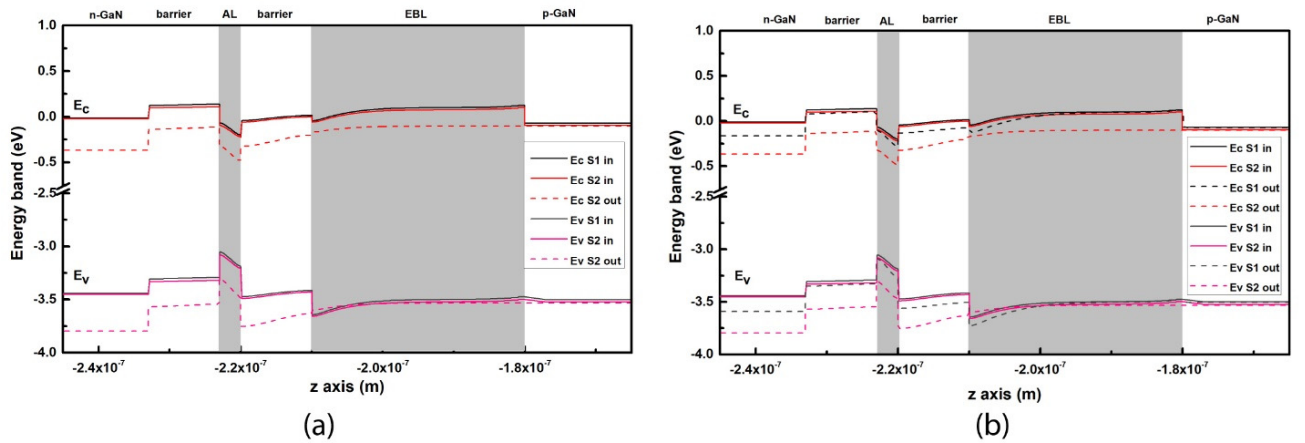 n-GaN barrier AL barrier EBL p-GaN
1.0
0.5
0.0
-0.5
-2.5
-3.0
-3.5
-4.0
Energy band (eV)
Ec
Ev
Ec S1 in
Ec S2 in
Ec S2 out
Ev S1 in
Ev S2 in
Ev S2 out
-2.4x10⁻⁷ -2.2x10⁻⁷ -2.0x10⁻⁷ -1.8x10⁻⁷
z axis (m)
(a)
n-GaN barrier AL barrier EBL p-GaN
1.0
0.5
0.0
-0.5
-2.5
-3.0
-3.5
-4.0
Energy band (eV)
Ec
Ev
Ec S1 in
Ec S2 in
Ec S1 out
Ec S2 out
Ev S1 in
Ev S2 in
Ev S1 out
Ev S2 out
-2.4x10⁻⁷ -2.2x10⁻⁷ -2.0x10⁻⁷ -1.8x10⁻⁷
z axis (m)
(b)